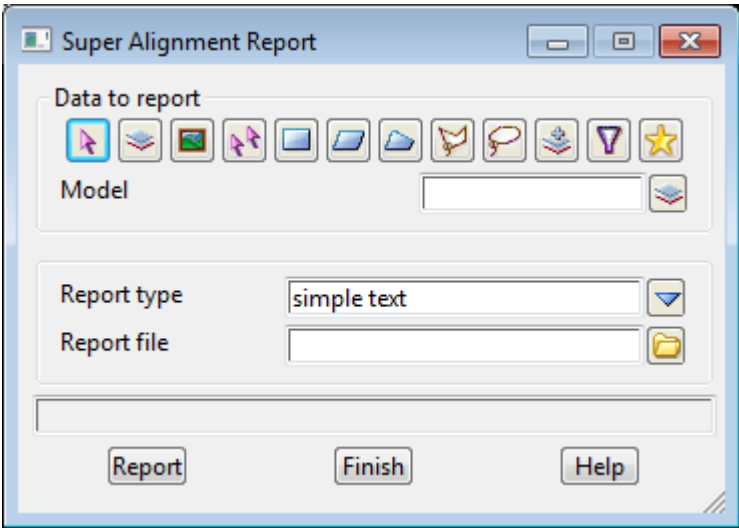 Super Alignment Report
Data to report
Model
Report type simple text
Report file
Report Finish Help